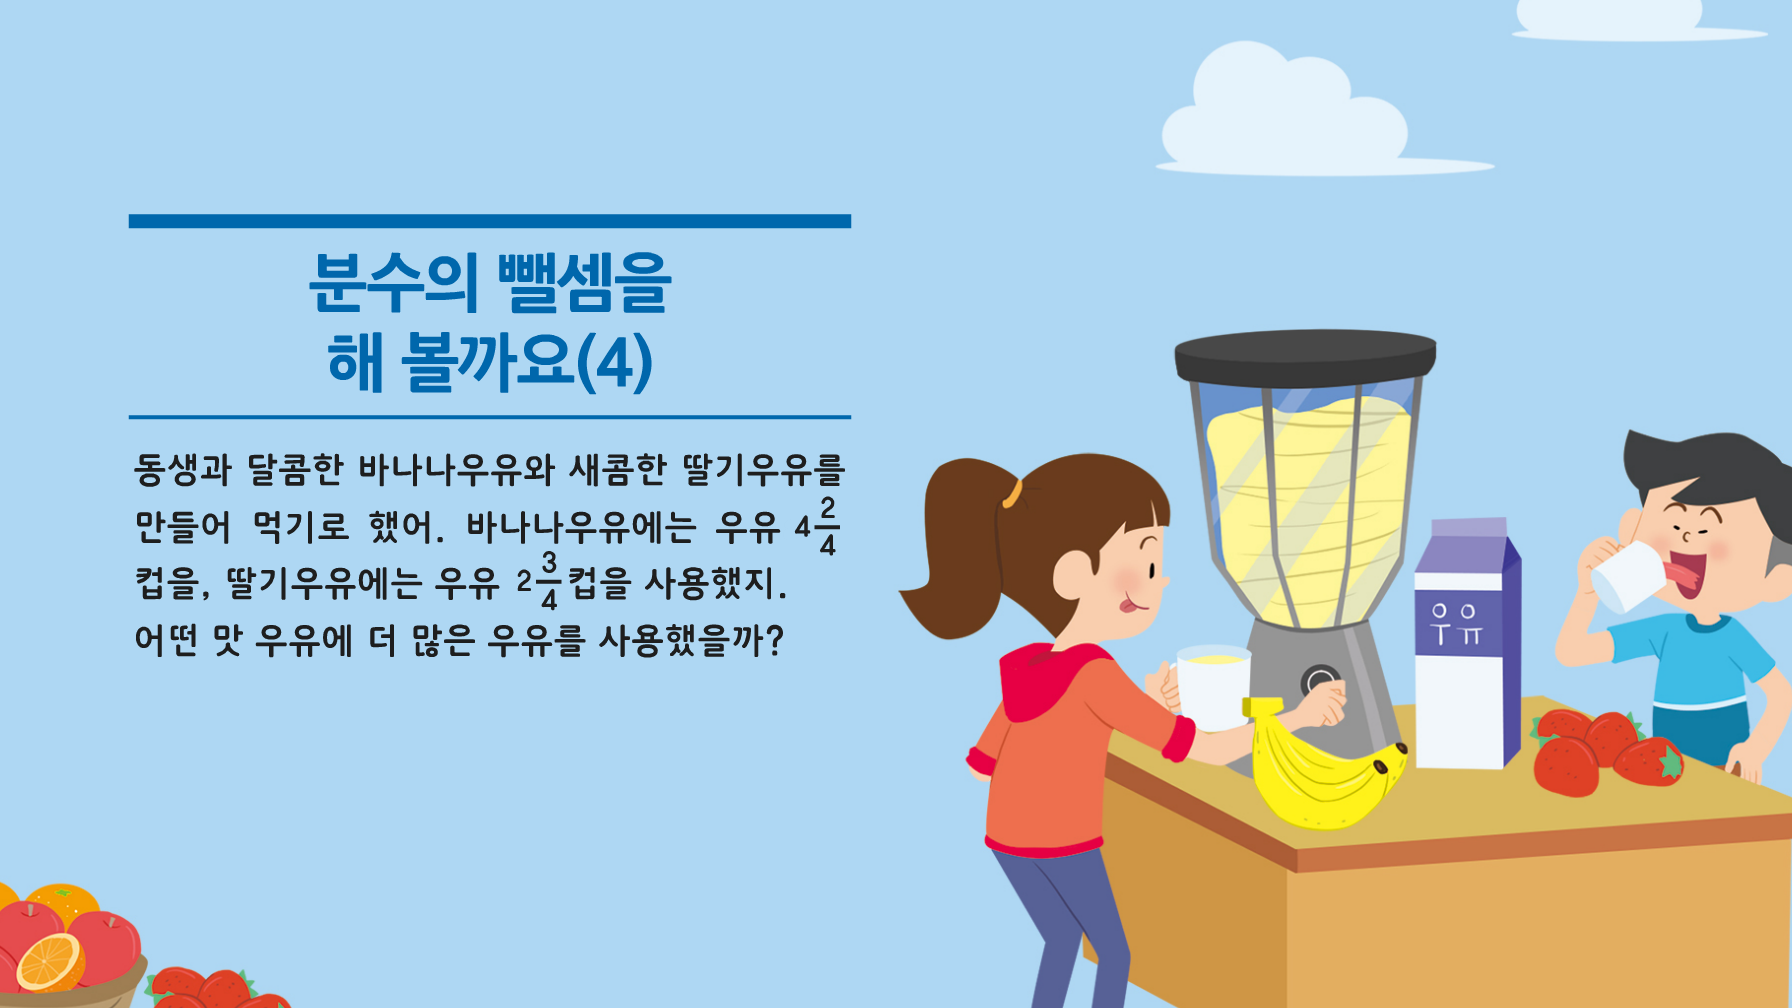 분수의 뺄셈을
해 볼까요(4)
동생과 달콤한 바나나우유와 새콤한 딸기우유를
만들어 먹기로 했어. 바나나우유에는 우유 4 2/4
컵을, 딸기우유에는 우유 2 3/4 컵을 사용했지.
어떤 맛 우유에 더 많은 우유를 사용했을까?
우유